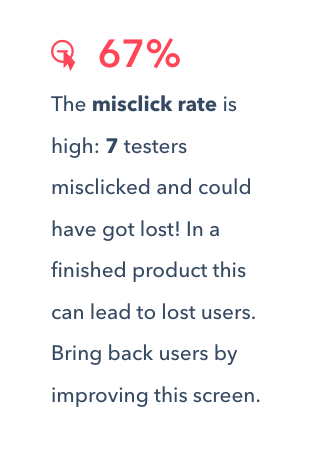 67%
The misclick rate is
high: 7 testers
misclicked and could
have got lost! In a
finished product this
can lead to lost users.
Bring back users by
improving this screen.